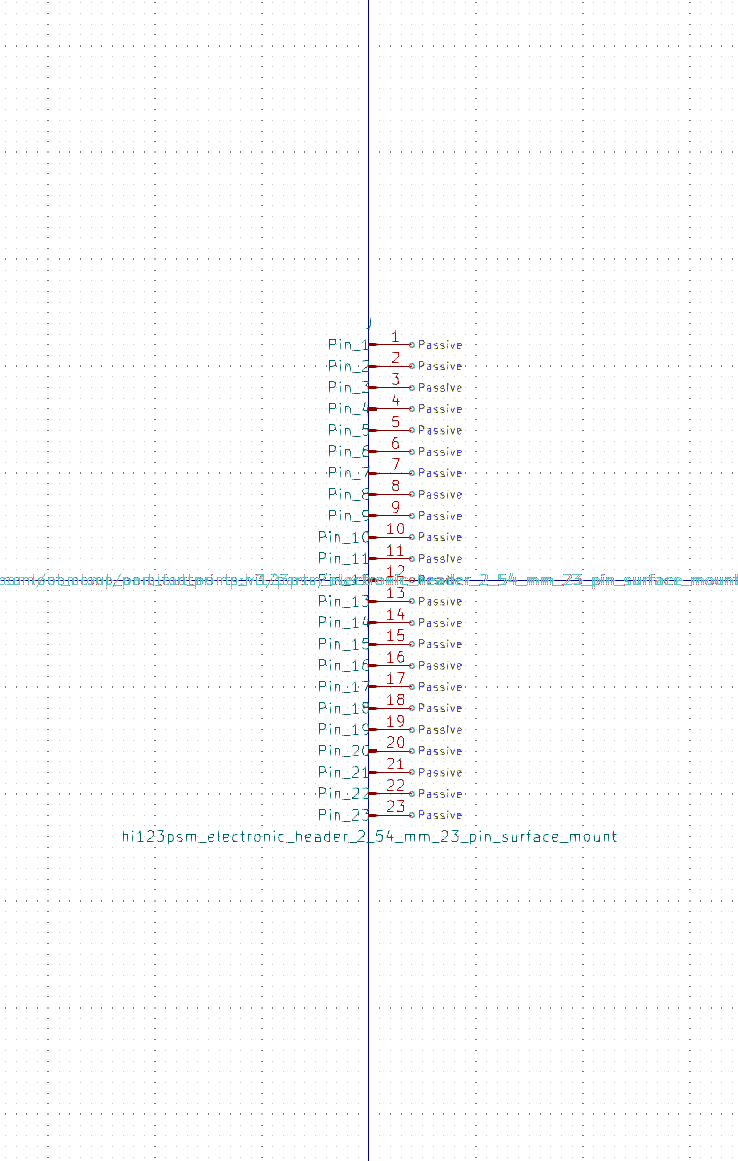 J
Pin_1 1 Passive
Pin_2 2 Passive
Pin_3 3 Passive
Pin_4 4 Passive
Pin_5 5 Passive
Pin_6 6 Passive
Pin_7 7 Passive
Pin_8 8 Passive
Pin_9 9 Passive
Pin_10 10 Passive
Pin_11 11 Passive
12
Pin_13 13 Passive
Pin_14 14 Passive
Pin_15 15 Passive
Pin_16 16 Passive
Pin_17 17 Passive
Pin_18 18 Passive
Pin_19 19 Passive
Pin_20 20 Passive
Pin_21 21 Passive
Pin_22 22 Passive
Pin_23 23 Passive
hi123psm_electronic_header_2_54_mm_23_pin_surface_mount